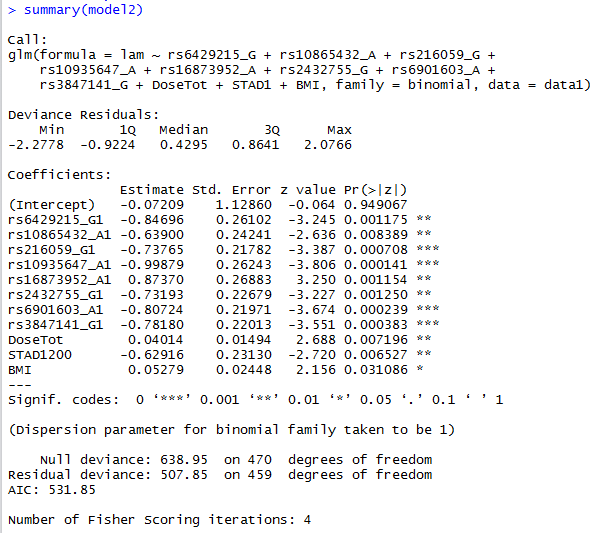 > summary(model2)

Call:
glm(formula = lam ~ rs6429215_G + rs10865432_A + rs216059_G +
    rs10935647_A + rs16873952_A + rs2432755_G + rs6901603_A +
    rs3847141_G + DoseTot + STAD1 + BMI, family = binomial, data = data1)

Deviance Residuals:
    Min       1Q   Median       3Q      Max
-2.2778  -0.9224   0.4295   0.8641   2.0766

Coefficients:
              Estimate Std. Error z value Pr(>|z|)
(Intercept)   -0.07209    1.12860  -0.064 0.949067
rs6429215_G1  -0.84696    0.26102  -3.245 0.001175 **
rs10865432_A1 -0.63900    0.24241  -2.636 0.008389 **
rs216059_G1   -0.73765    0.21782  -3.387 0.000708 ***
rs10935647_A1 -0.99879    0.26243  -3.806 0.000141 ***
rs16873952_A1  0.87370    0.26883   3.250 0.001154 **
rs2432755_G1  -0.73193    0.22679  -3.227 0.001250 **
rs6901603_A1  -0.80724    0.21971  -3.674 0.000239 ***
rs3847141_G1  -0.78180    0.22013  -3.551 0.000383 ***
DoseTot        0.04014    0.01494   2.688 0.007196 **
STAD1200      -0.62916    0.23130  -2.720 0.006527 **
BMI            0.05279    0.02448   2.156 0.031086 *
---
Signif. codes:  0 ‘***’ 0.001 ‘**’ 0.01 ‘*’ 0.05 ‘.’ 0.1 ‘ ’ 1

(Dispersion parameter for binomial family taken to be 1)

    Null deviance: 638.95  on 470  degrees of freedom
Residual deviance: 507.85  on 459  degrees of freedom
AIC: 531.85

Number of Fisher Scoring iterations: 4